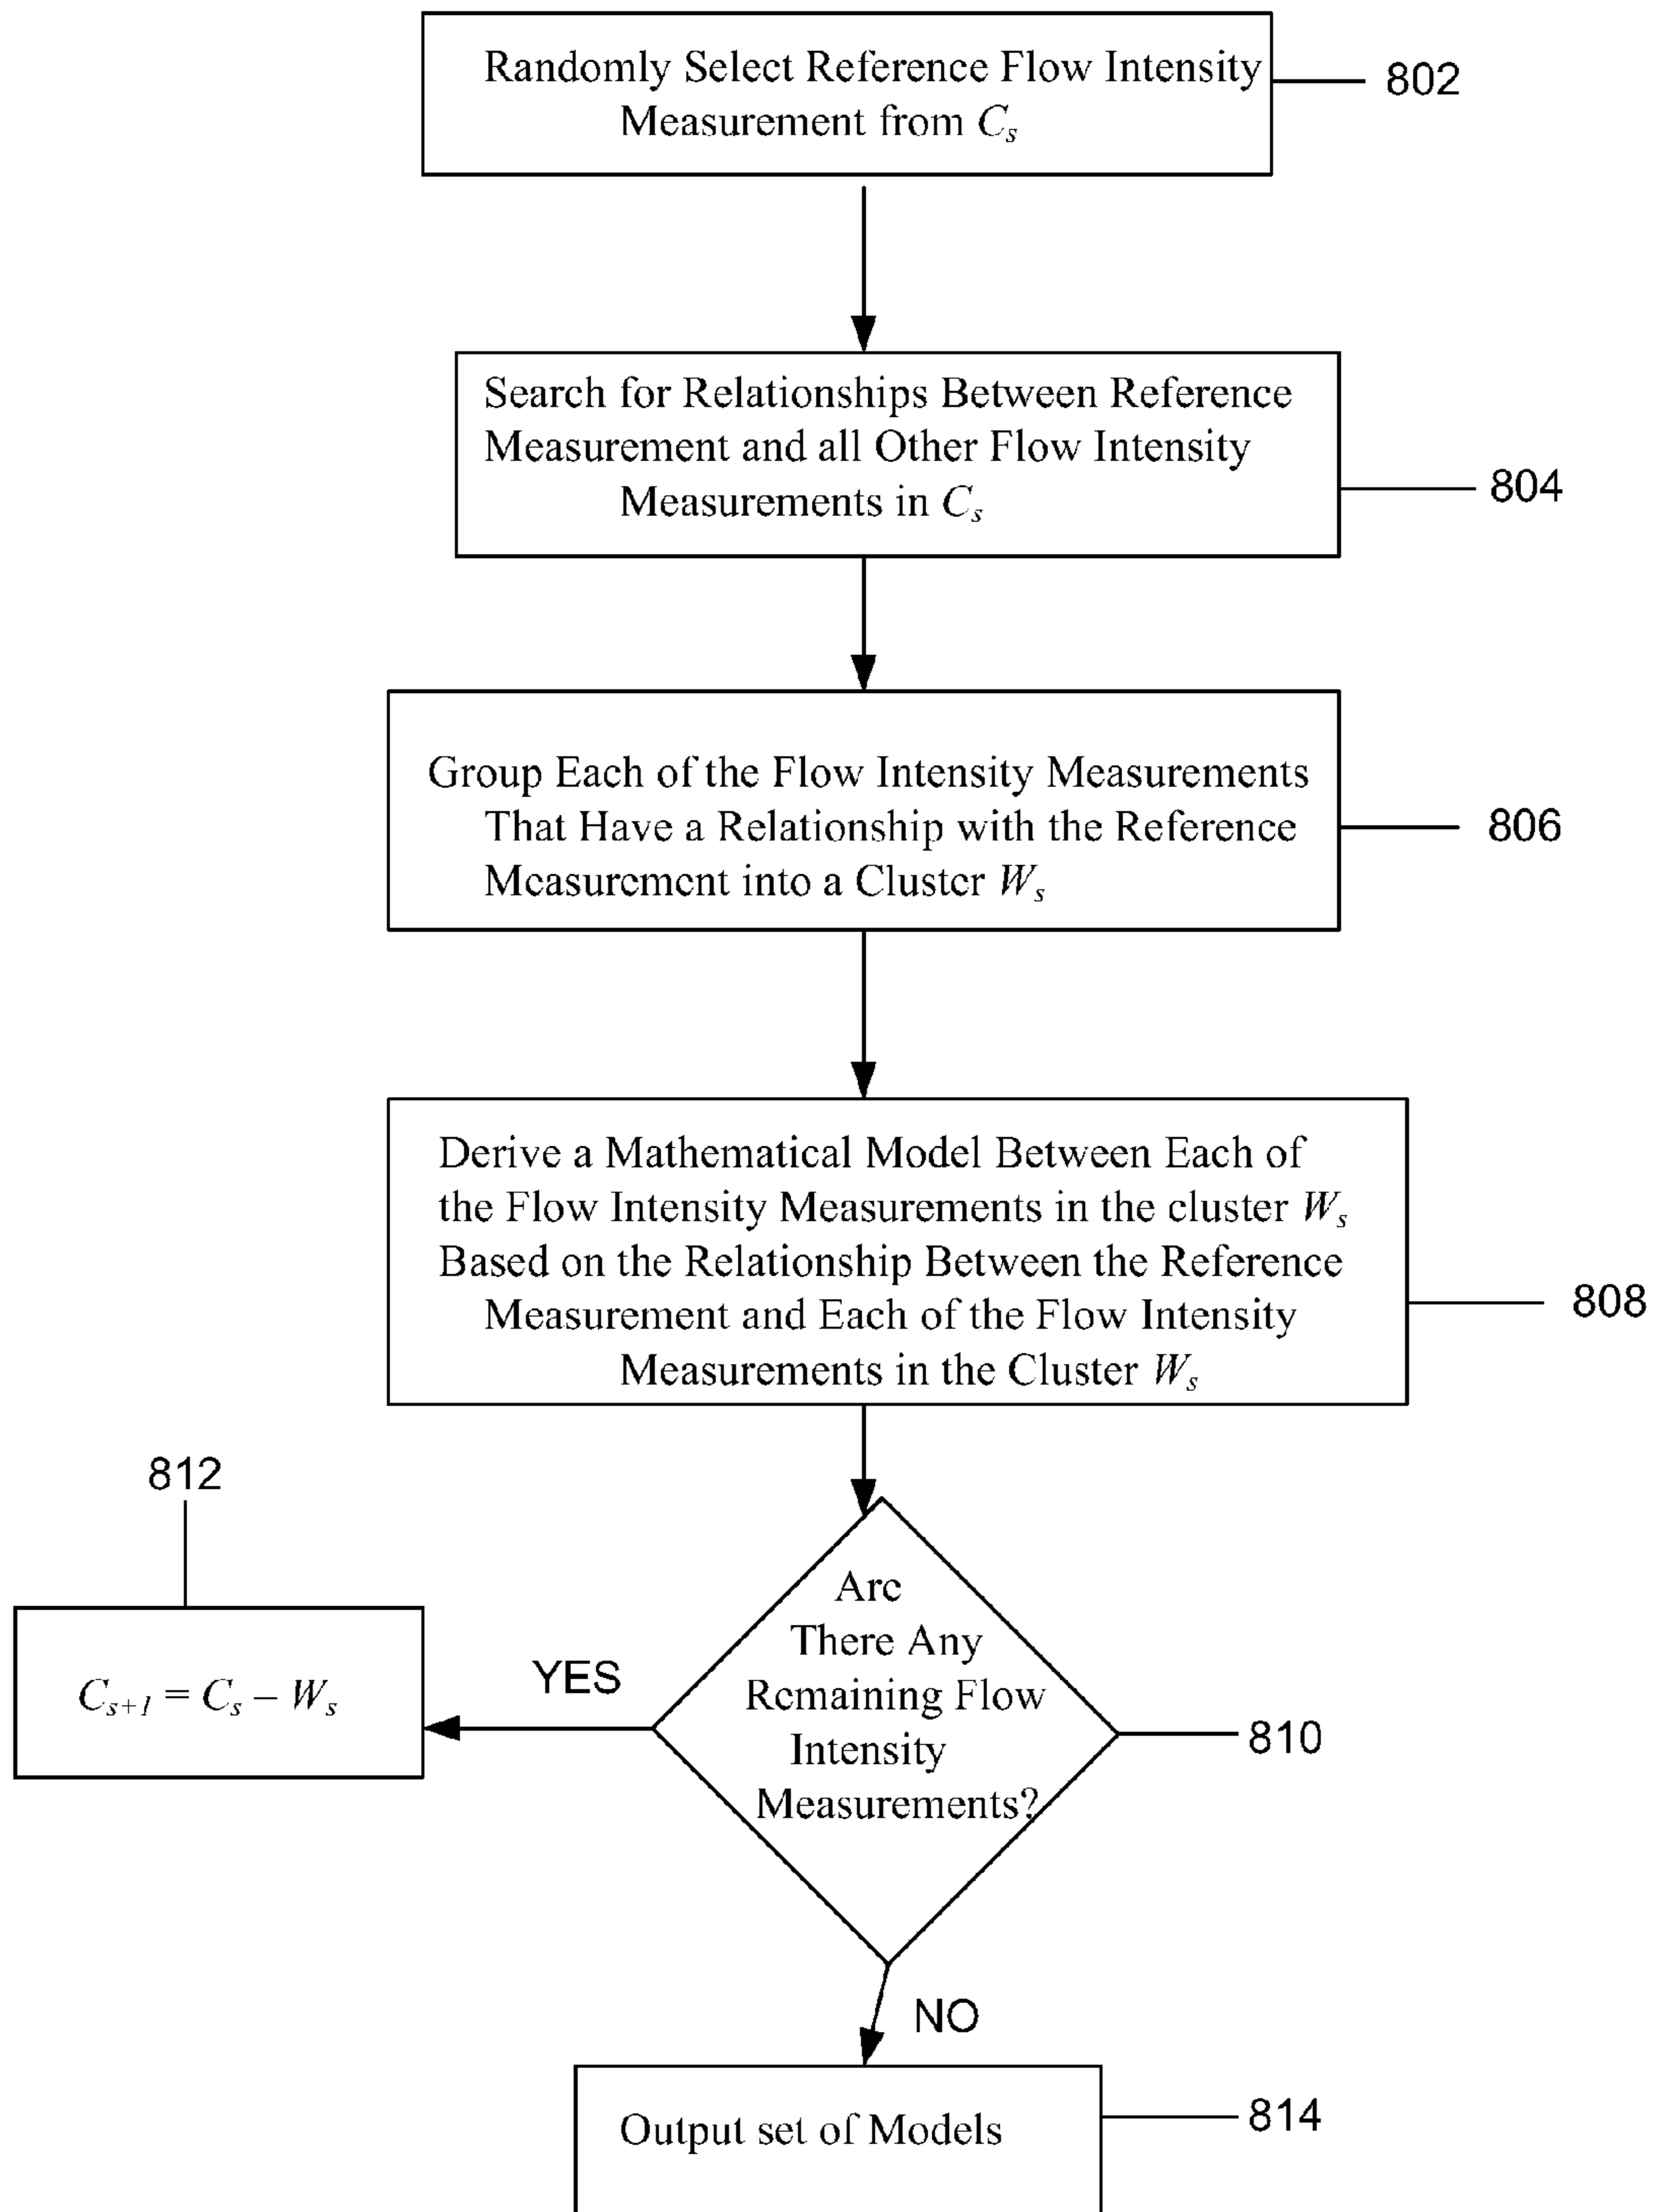 Randomly Select Reference Flow Intensity
Measurement from Cₛ
802
Search for Relationships Between Reference
Measurement and all Other Flow Intensity
Measurements in Cₛ
804
Group Each of the Flow Intensity Measurements
That Have a Relationship with the Reference
Measurement into a Cluster Wₛ
806
Derive a Mathematical Model Between Each of
the Flow Intensity Measurements in the cluster Wₛ
Based on the Relationship Between the Reference
Measurement and Each of the Flow Intensity
Measurements in the Cluster Wₛ
808
812
Cₛ₊₁ = Cₛ – Wₛ
YES
Are
There Any
Remaining Flow
Intensity
Measurements?
810
NO
Output set of Models
814